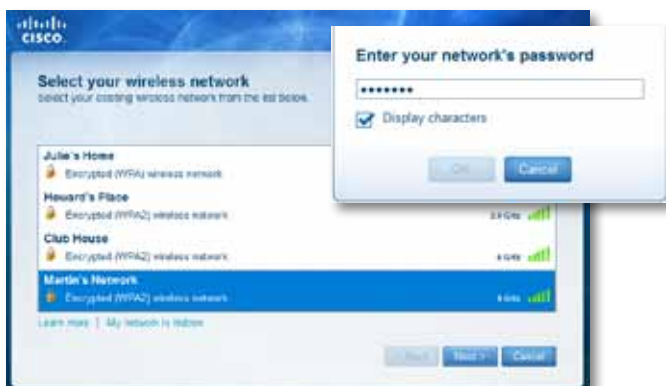 cisco
Select your wireless network
Select your existing wireless network from the list below.
Julie's Home
Encrypted (WPA) wireless network
Howard's Place
Encrypted (WPA2) wireless network
Club House
Encrypted (WPA2) wireless network
Martin's Network
Encrypted (WPA2) wireless network
Learn more | My network is hidden
Next > Cancel
Enter your network's password
•••••••
Display characters
OK Cancel